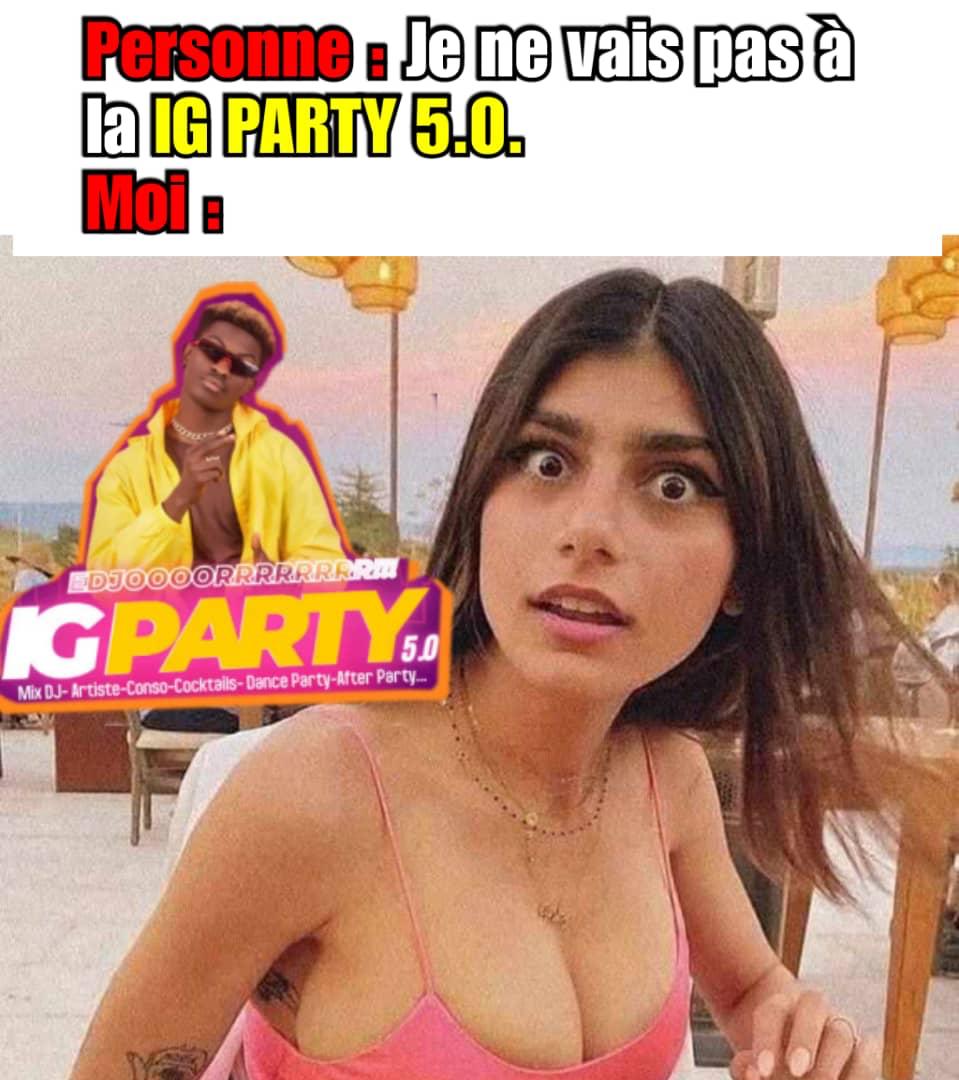 Personne : Je ne vais pas à
la IG PARTY 5.0.
Moi :
EDJOOOORRRRRRRR!!!
IG PARTY 5.0
Mix DJ- Artiste-Conso-Cocktails- Dance Party-After Party...